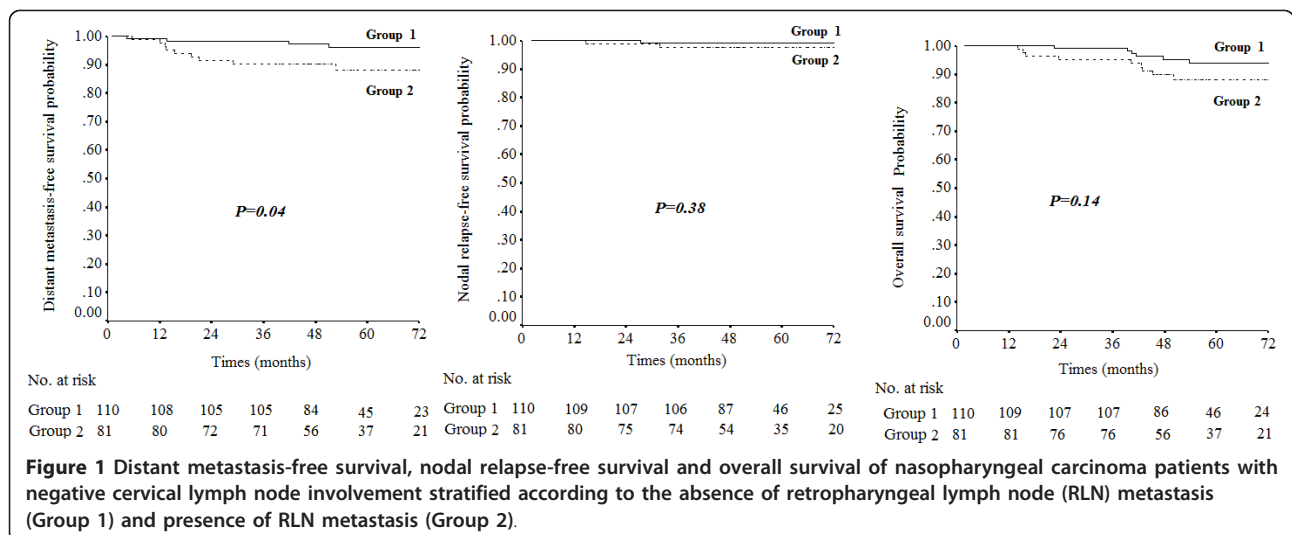 Distant metastasis-free survival probability
1.00
.90
.80
.70
.60
.50
.40
.30
.20
.10
0.00
Group 1
Group 2
P=0.04
0 12 24 36 48 60 72
Times (months)
No. at risk
Group 1 110 108 105 105 84 45 23
Group 2 81 80 72 71 56 37 21
Nodal relapse-free survival probability
1.00
.90
.80
.70
.60
.50
.40
.30
.20
.10
0.00
Group 1
Group 2
P=0.38
0 12 24 36 48 60 72
Times (months)
No. at risk
Group 1 110 109 107 106 87 46 25
Group 2 81 80 75 74 54 35 20
Overall survival Probability
1.00
.90
.80
.70
.60
.50
.40
.30
.20
.10
0.00
Group 1
Group 2
P=0.14
0 12 24 36 48 60 72
Times (months)
No. at risk
Group 1 110 109 107 107 86 46 24
Group 2 81 81 76 76 56 37 21
Figure 1 Distant metastasis-free survival, nodal relapse-free survival and overall survival of nasopharyngeal carcinoma patients with
negative cervical lymph node involvement stratified according to the absence of retropharyngeal lymph node (RLN) metastasis
(Group 1) and presence of RLN metastasis (Group 2).